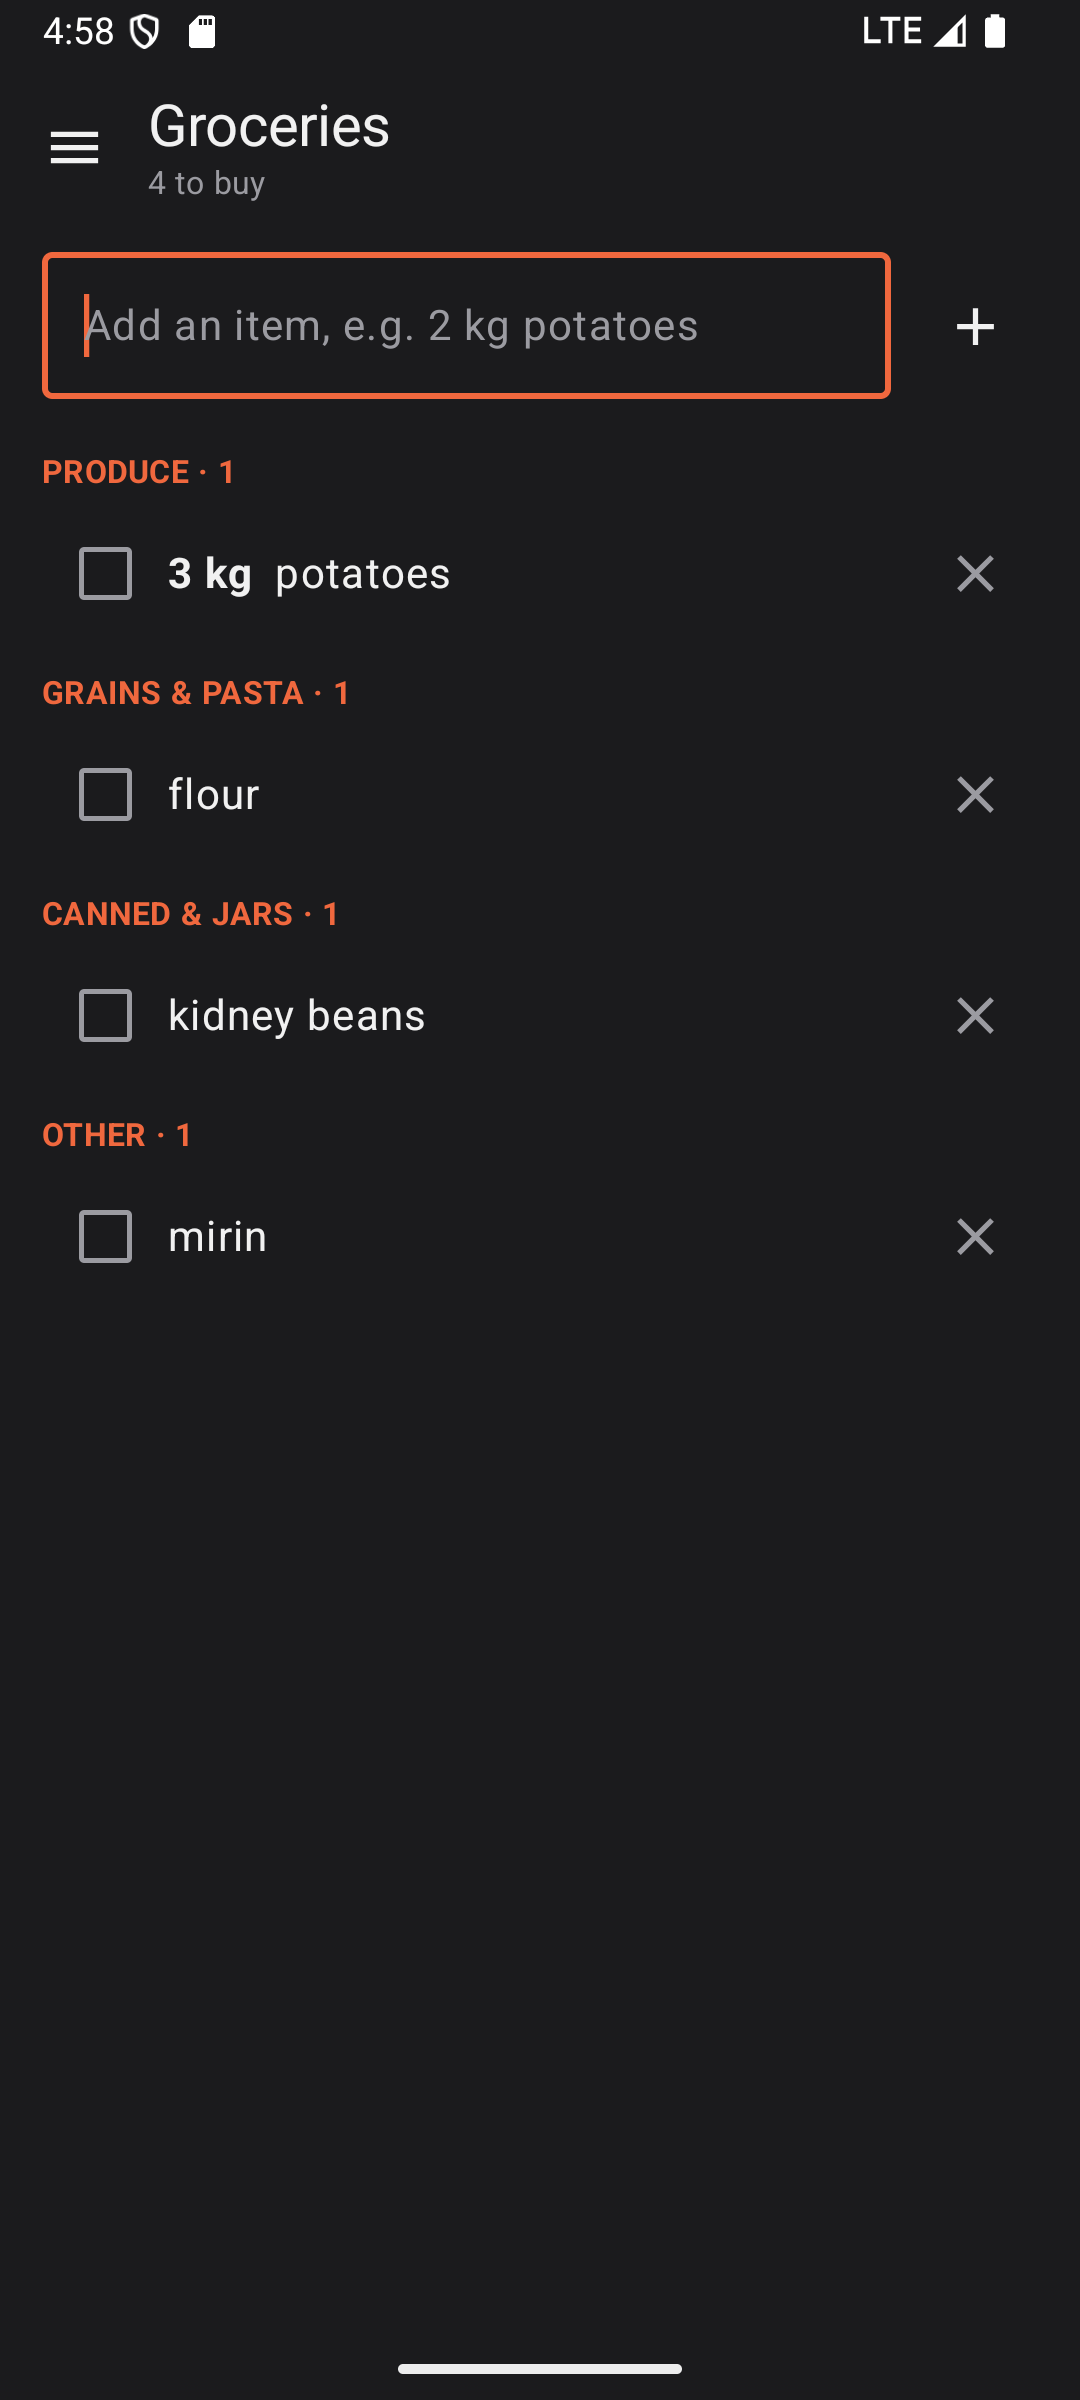 4:58 LTE
Groceries
4 to buy
Add an item, e.g. 2 kg potatoes
PRODUCE · 1
3 kg potatoes
GRAINS & PASTA · 1
flour
CANNED & JARS · 1
kidney beans
OTHER · 1
mirin